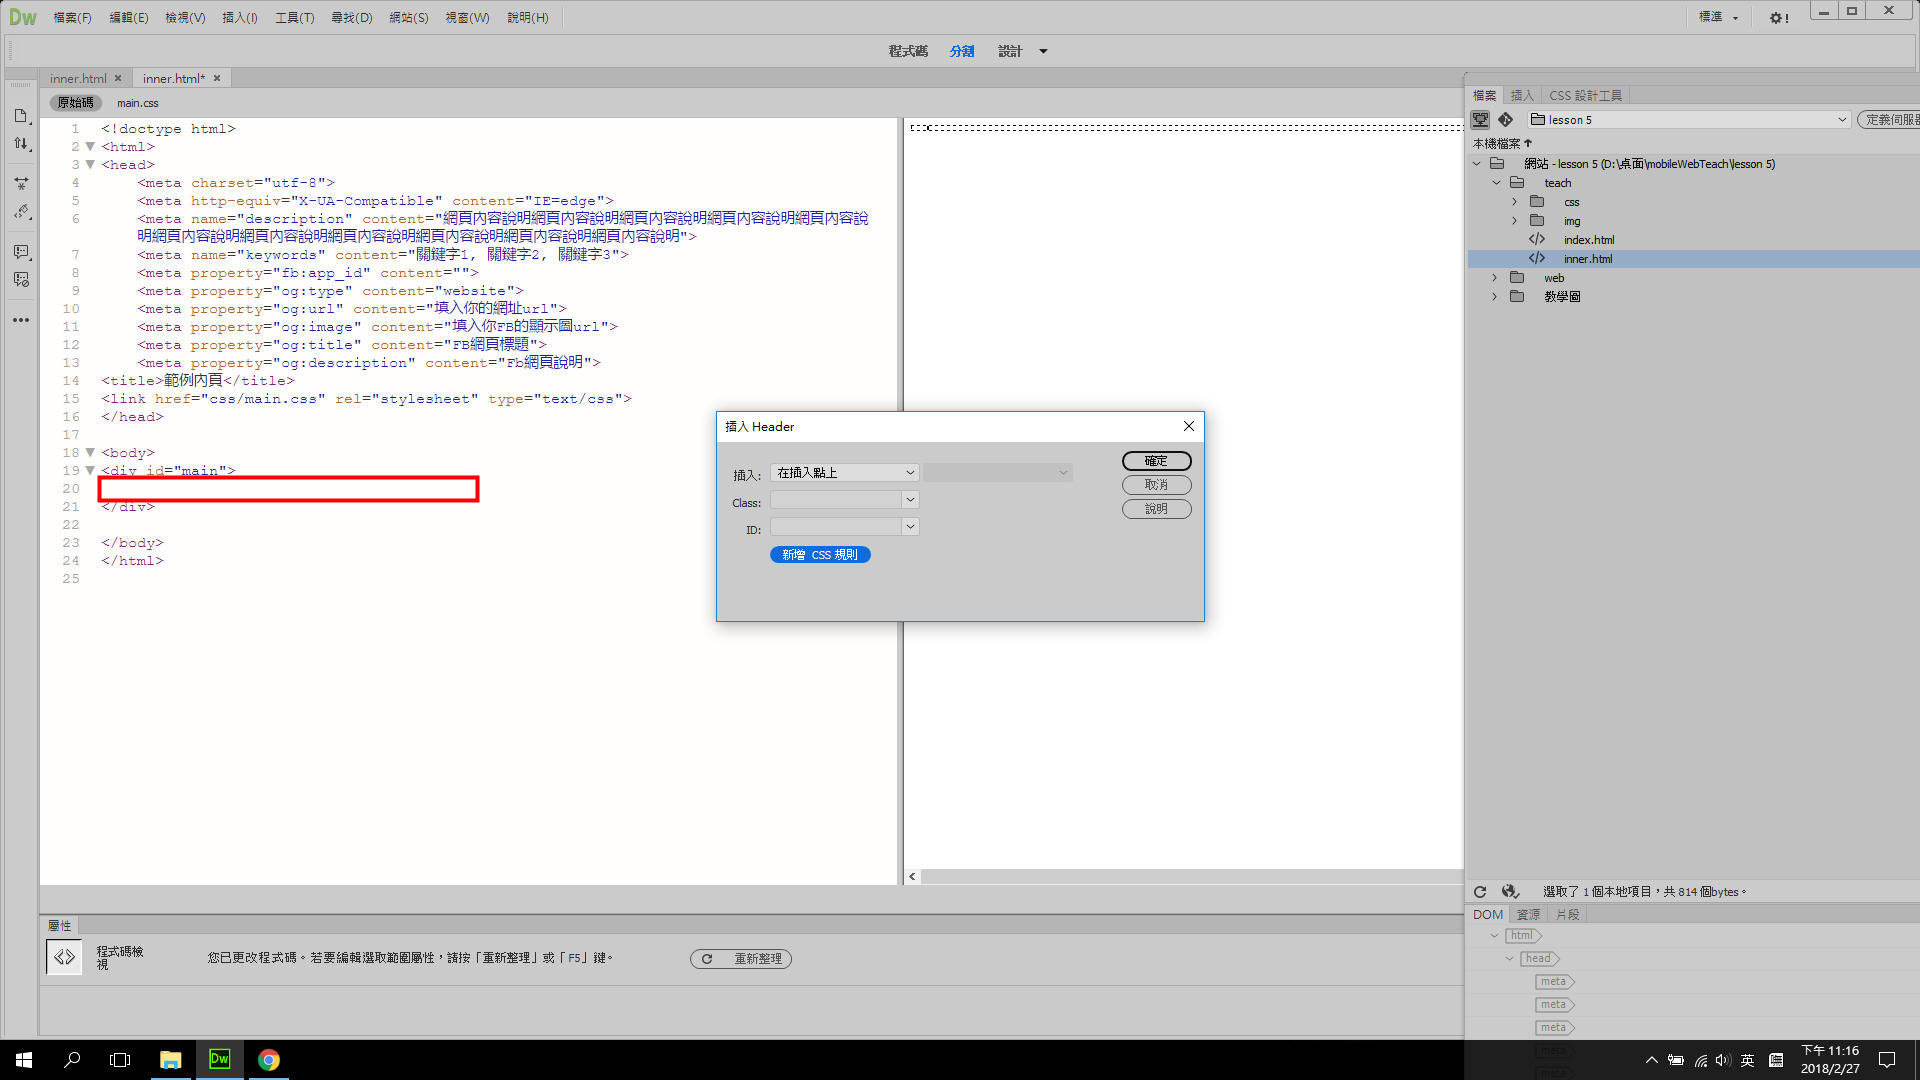 Dw 檔案(F) 編輯(E) 檢視(V) 插入(I) 工具(T) 尋找(D) 網站(S) 視窗(W) 說明(H) 標準
程式碼 分割 設計
inner.html inner.html*
原始碼 main.css
1 <!doctype html>
2 <html>
3 <head>
4 <meta charset="utf-8">
5 <meta http-equiv="X-UA-Compatible" content="IE=edge">
6 <meta name="description" content="網頁內容說明網頁內容說明網頁內容說明網頁內容說明網頁內容說
明網頁內容說明網頁內容說明網頁內容說明網頁內容說明網頁內容說明網頁內容說明">
7 <meta name="keywords" content="關鍵字1, 關鍵字2, 關鍵字3">
8 <meta property="fb:app_id" content="">
9 <meta property="og:type" content="website">
10 <meta property="og:url" content="填入你的網址url">
11 <meta property="og:image" content="填入你FB的顯示圖url">
12 <meta property="og:title" content="FB網頁標題">
13 <meta property="og:description" content="Fb網頁說明">
14 <title>範例內頁</title>
15 <link href="css/main.css" rel="stylesheet" type="text/css">
16 </head>
17
18 <body>
19 <div id="main">
20
21 </div>
22
23 </body>
24 </html>
25
插入 Header
插入: 在插入點上
Class:
ID:
新增 CSS 規則
確定
取消
說明
檔案 插入 CSS 設計工具
lesson 5 定義伺服器
本機檔案
網站 - lesson 5 (D:\桌面\mobileWebTeach\lesson 5)
teach
css
img
index.html
inner.html
web
教學圖
選取了 1 個本地項目，共 814 個bytes。
DOM 資源 片段
html
head
meta
meta
meta
meta
meta
屬性
程式碼檢
視
您已更改程式碼。若要編輯選取範圍屬性，請按「重新整理」或「 F5」鍵。
重新整理
Dw
英
下午 11:16
2018/2/27